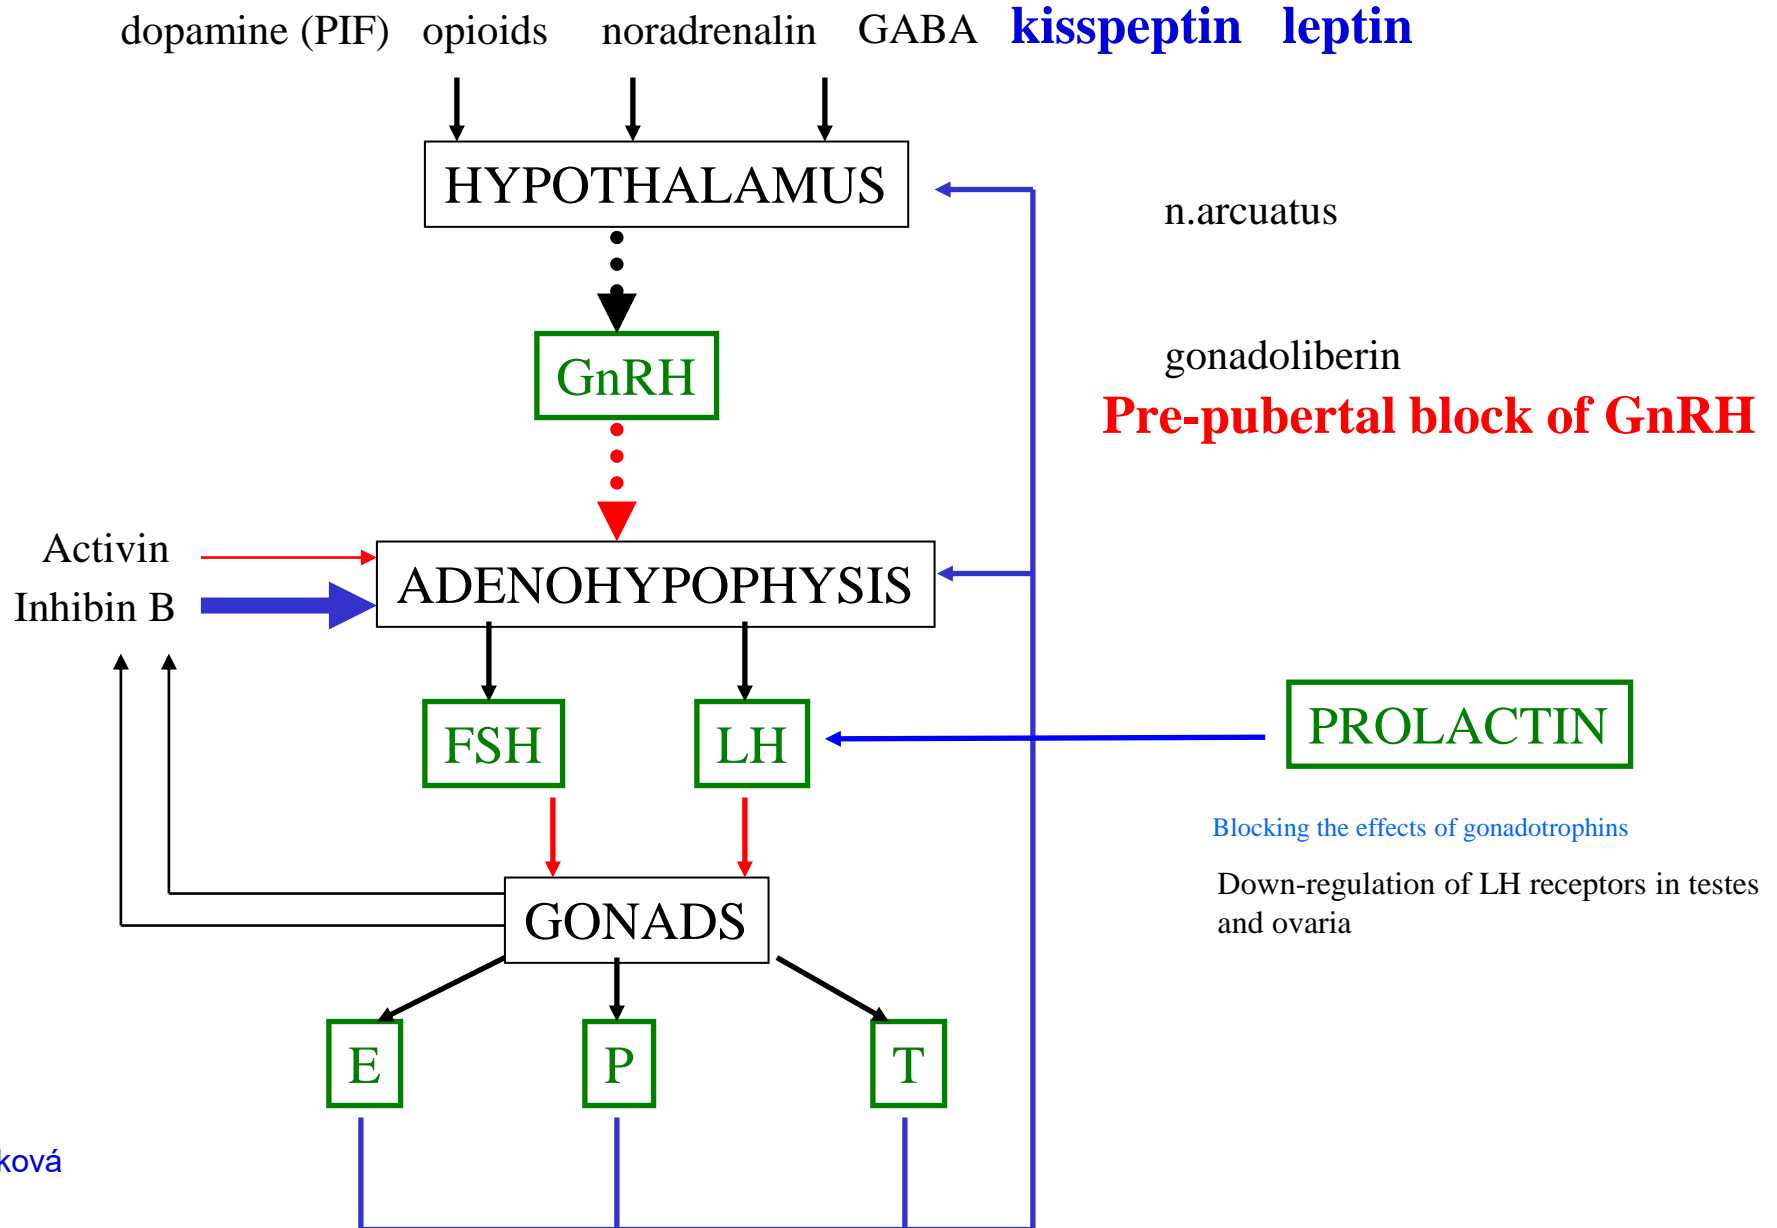 dopamine (PIF) opioids noradrenalin GABA kisspeptin leptin
HYPOTHALAMUS
n.arcuatus
GnRH
gonadoliberin
Pre-pubertal block of GnRH
Activin
Inhibin B
ADENOHYPOPHYSIS
FSH
LH
PROLACTIN
Blocking the effects of gonadotrophins
Down-regulation of LH receptors in testes
and ovaria
GONADS
E
P
T
ková